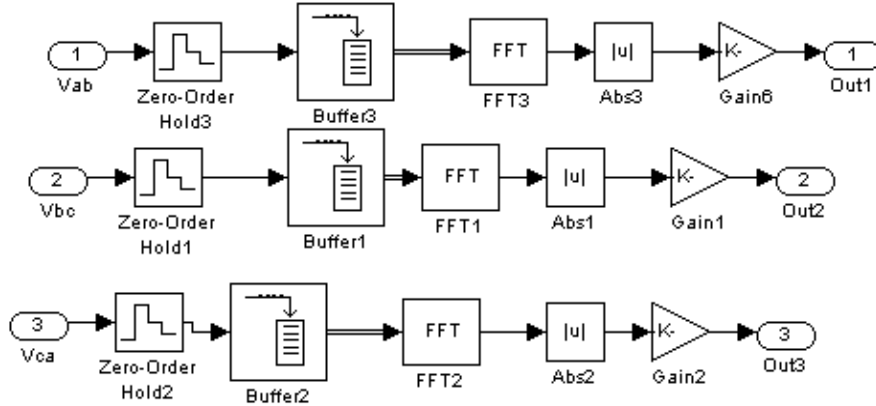 1
Vab
Zero-Order
Hold3
Buffer3
FFT
FFT3
|u|
Abs3
K-
Gain6
1
Out1
2
Vbc
Zero-Order
Hold1
Buffer1
FFT
FFT1
|u|
Abs1
K-
Gain1
2
Out2
3
Vca
Zero-Order
Hold2
Buffer2
FFT
FFT2
|u|
Abs2
K-
Gain2
3
Out3